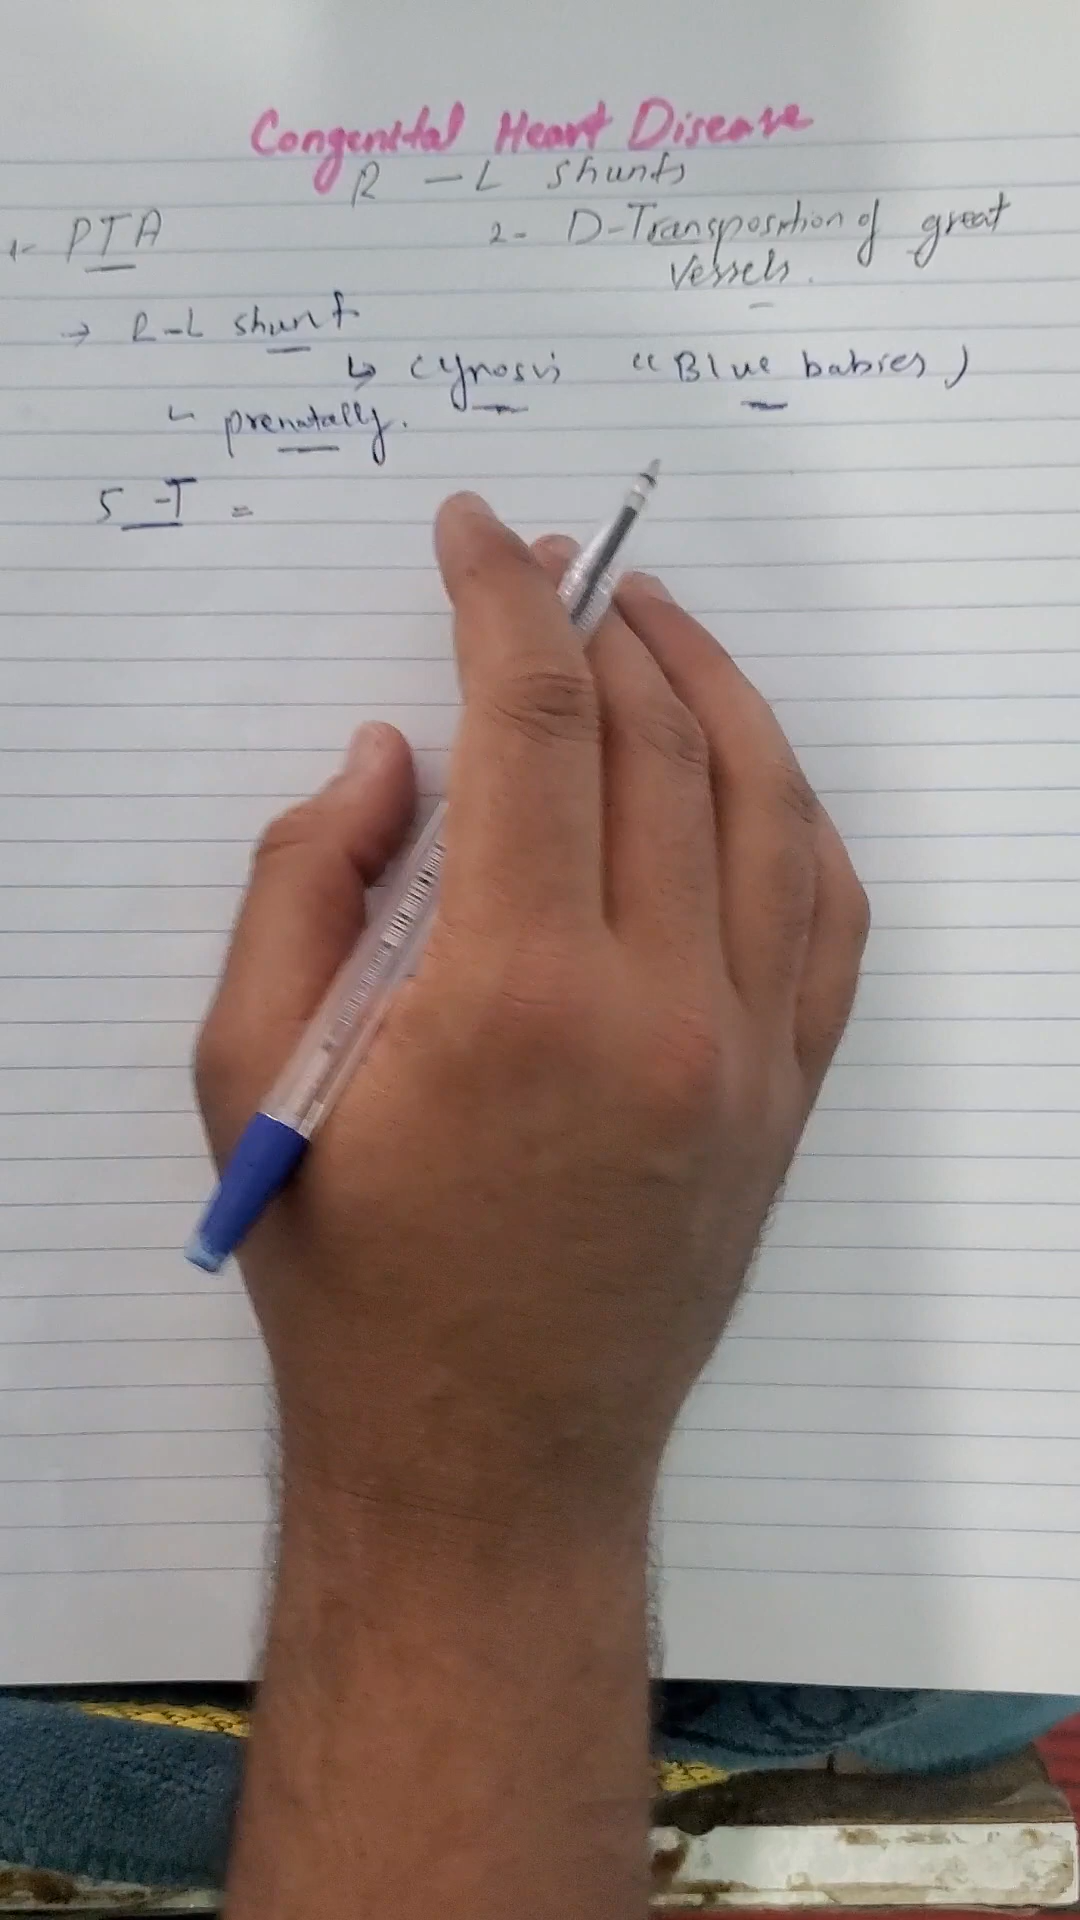 Congenital Heart Disease
R - L shunts
1- PTA
2- D-Transposition of great
Vessels.
→ R-L shunt
↳ Cynosis "Blue babies)
↳ prenatally.
5 -T =